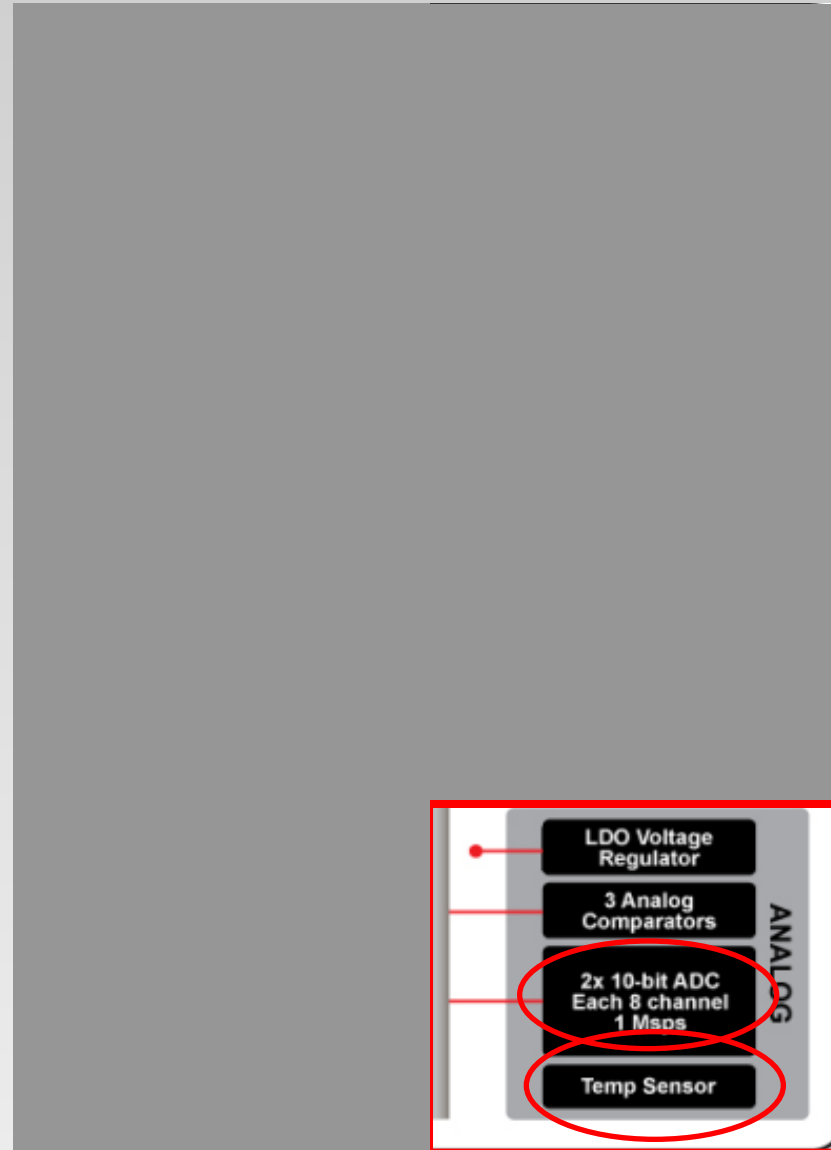 LDO Voltage
Regulator
3 Analog
Comparators
2x 10-bit ADC
Each 8 channel
1 Msps
Temp Sensor
ANALOG